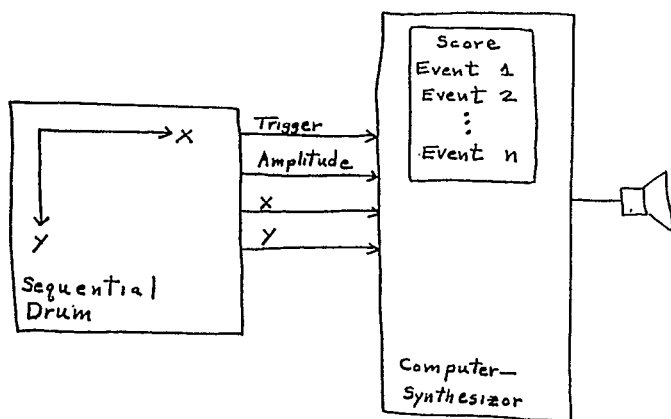 Score
Event 1
Event 2
⋮
Event n
Trigger
Amplitude
X
Y
X
Y
Sequential
Drum
Computer—
Synthesizor